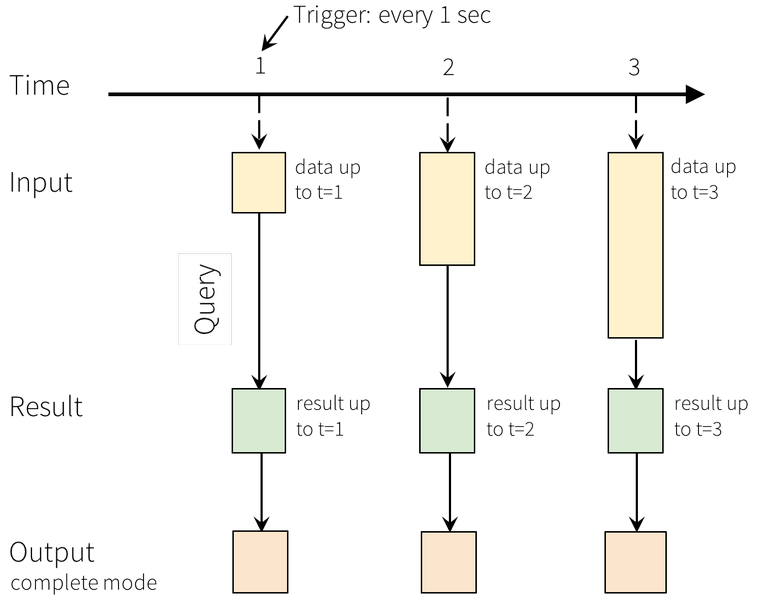 Trigger: every 1 sec
1
2
3
Time
Input
data up
to t=1
data up
to t=2
data up
to t=3
Query
Result
result up
to t=1
result up
to t=2
result up
to t=3
Output
complete mode